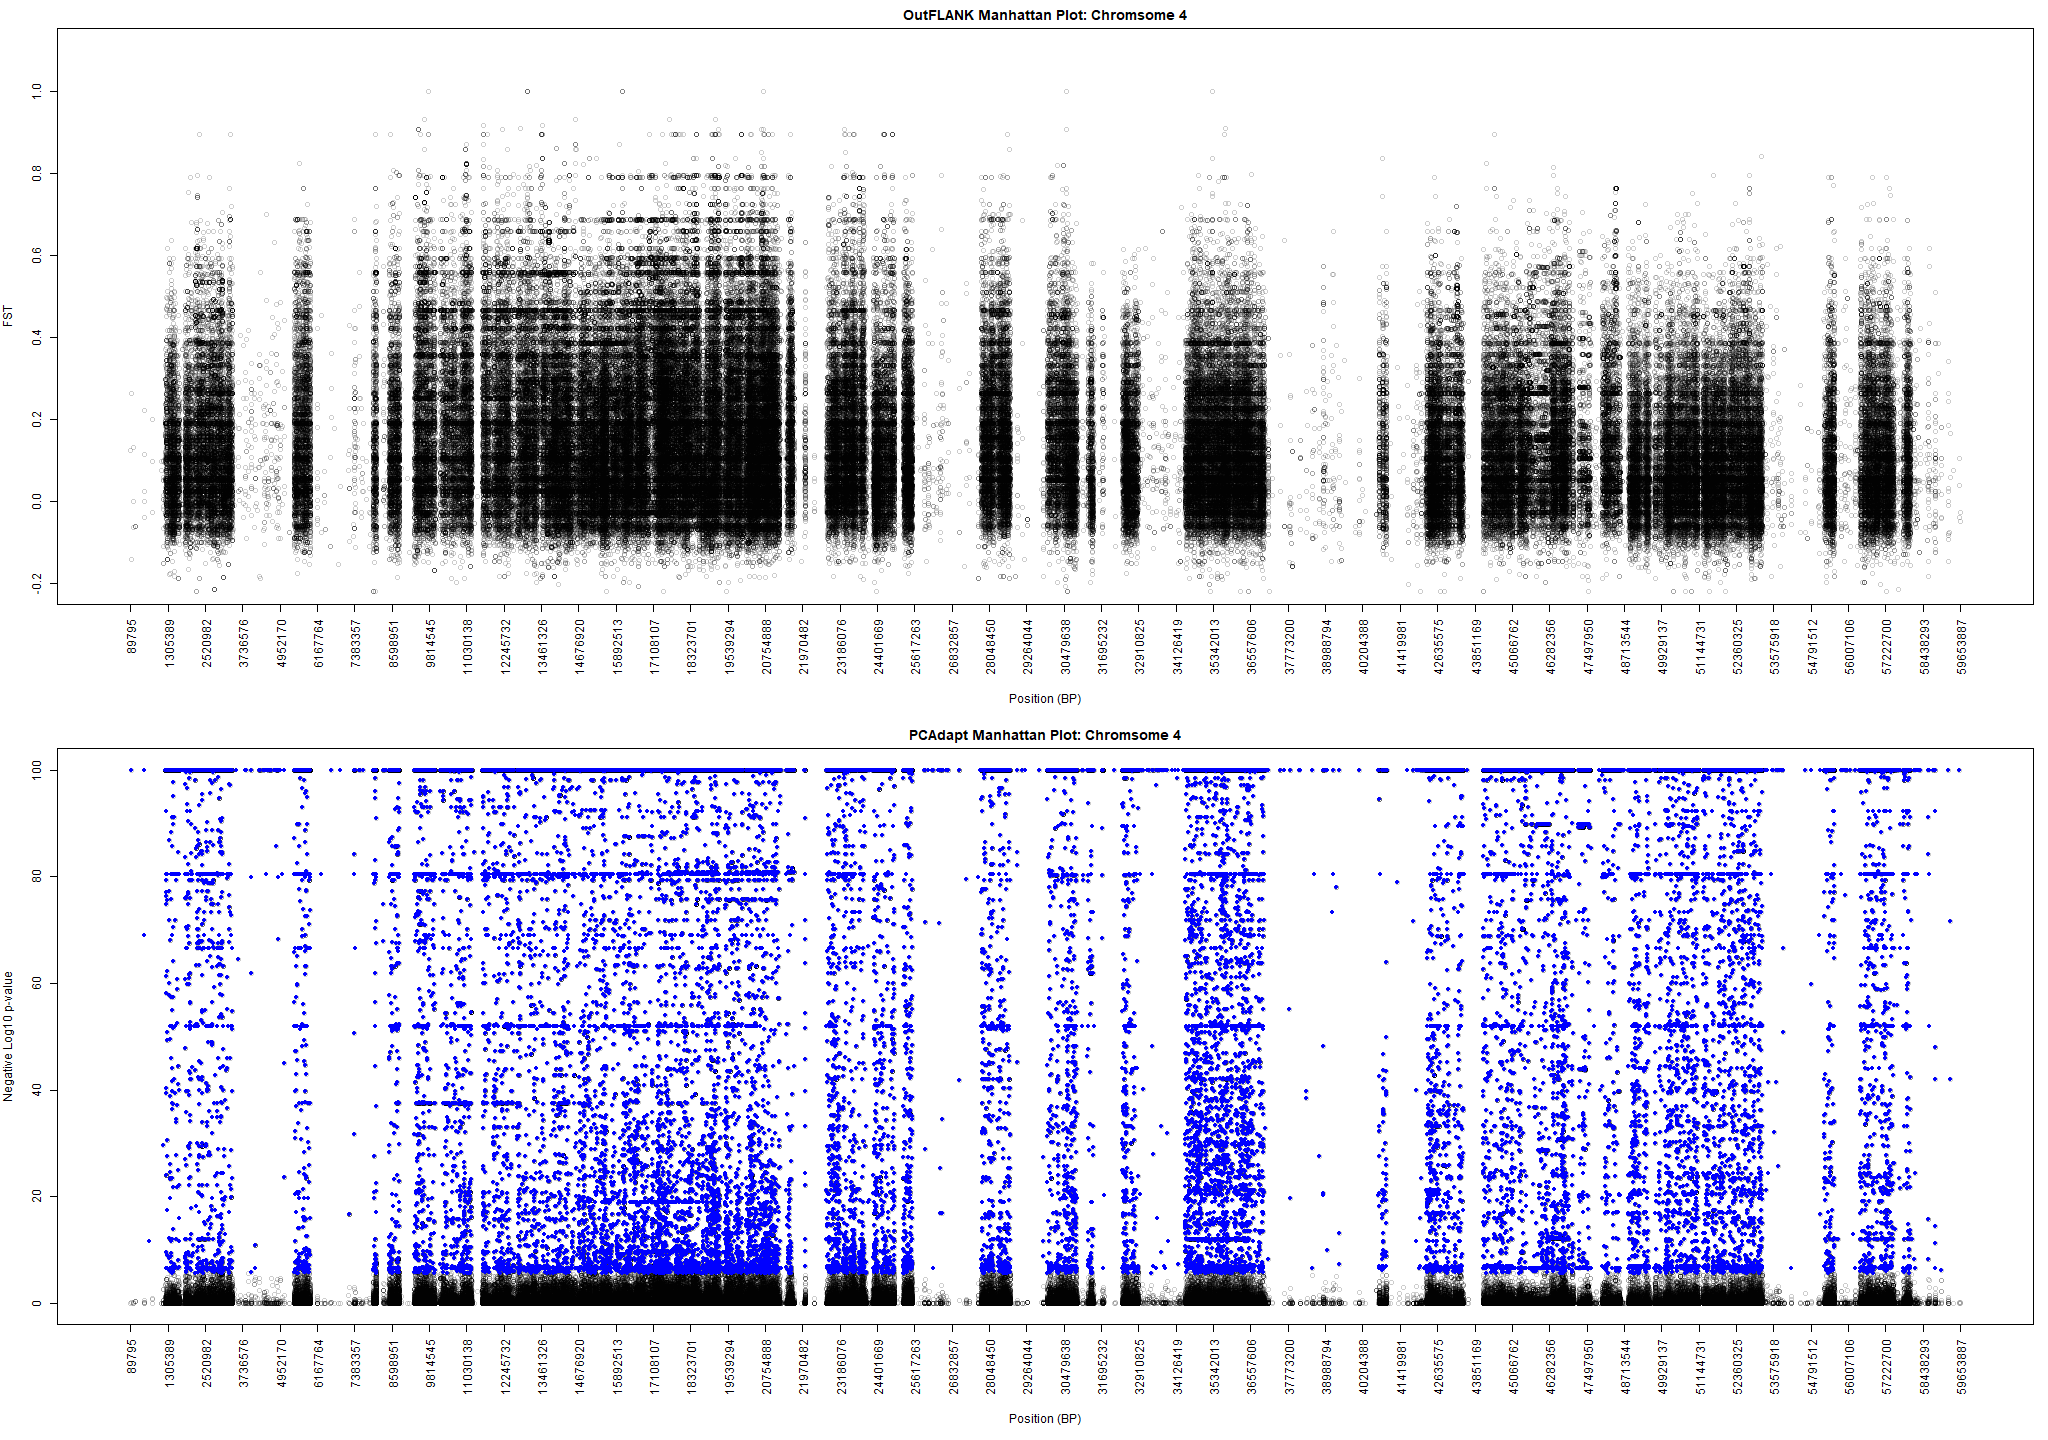 OutFLANK Manhattan Plot: Chromsome 4
1.0
0.8
0.6
0.4
0.2
0.0
-0.2
FST
89795 1305389 2520982 3736576 4952170 6167764 7383357 8598951 9814545 11030138 12245732 13461326 14676920 15892513 17108107 18323701 19539294 20754888 21970482 23186076 24401669 25617263 26832857 28048450 29264044 30479638 31695232 32910825 34126419 35342013 36557606 37773200 38988794 40204388 41419981 42635575 43851169 45066762 46282356 47497950 48713544 49929137 51144731 52360325 53575918 54791512 56007106 57222700 58438293 59653887
Position (BP)
PCAdapt Manhattan Plot: Chromsome 4
100
80
60
40
20
0
Negative Log10 p-value
89795 1305389 2520982 3736576 4952170 6167764 7383357 8598951 9814545 11030138 12245732 13461326 14676920 15892513 17108107 18323701 19539294 20754888 21970482 23186076 24401669 25617263 26832857 28048450 29264044 30479638 31695232 32910825 34126419 35342013 36557606 37773200 38988794 40204388 41419981 42635575 43851169 45066762 46282356 47497950 48713544 49929137 51144731 52360325 53575918 54791512 56007106 57222700 58438293 59653887
Position (BP)